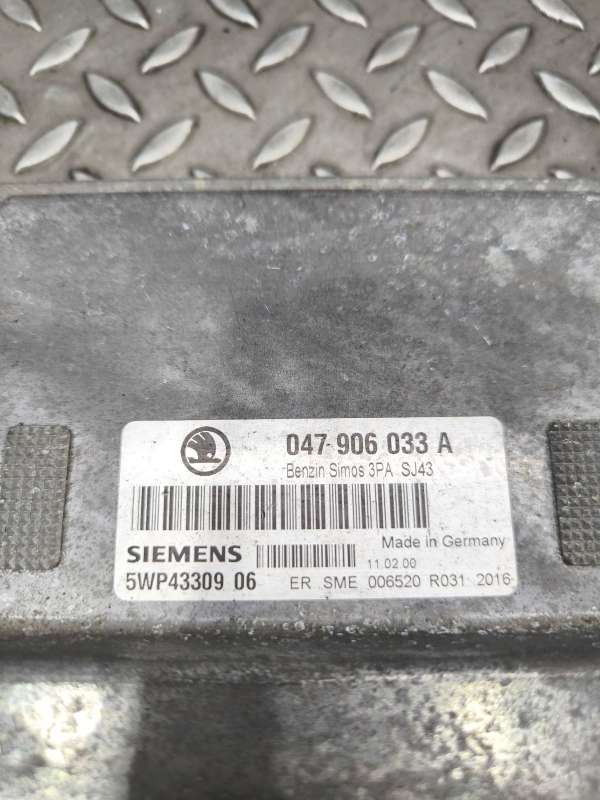 047 906 033 A
Benzin Simos 3PA SJ43
SIEMENS
Made in Germany
11.02.00
5WP43309 06
ER SME 006520 R031 2016